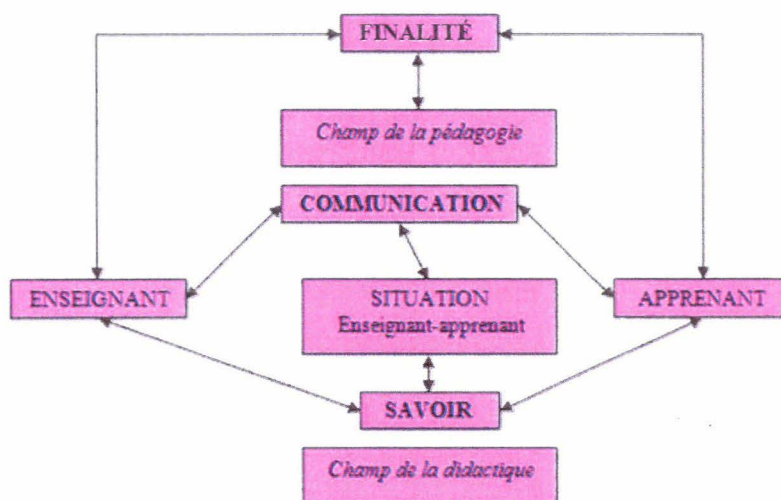 FINALITÉ
Champ de la pédagogie
COMMUNICATION
ENSEIGNANT
SITUATION
Enseignant-apprenant
APPRENANT
SAVOIR
Champ de la didactique